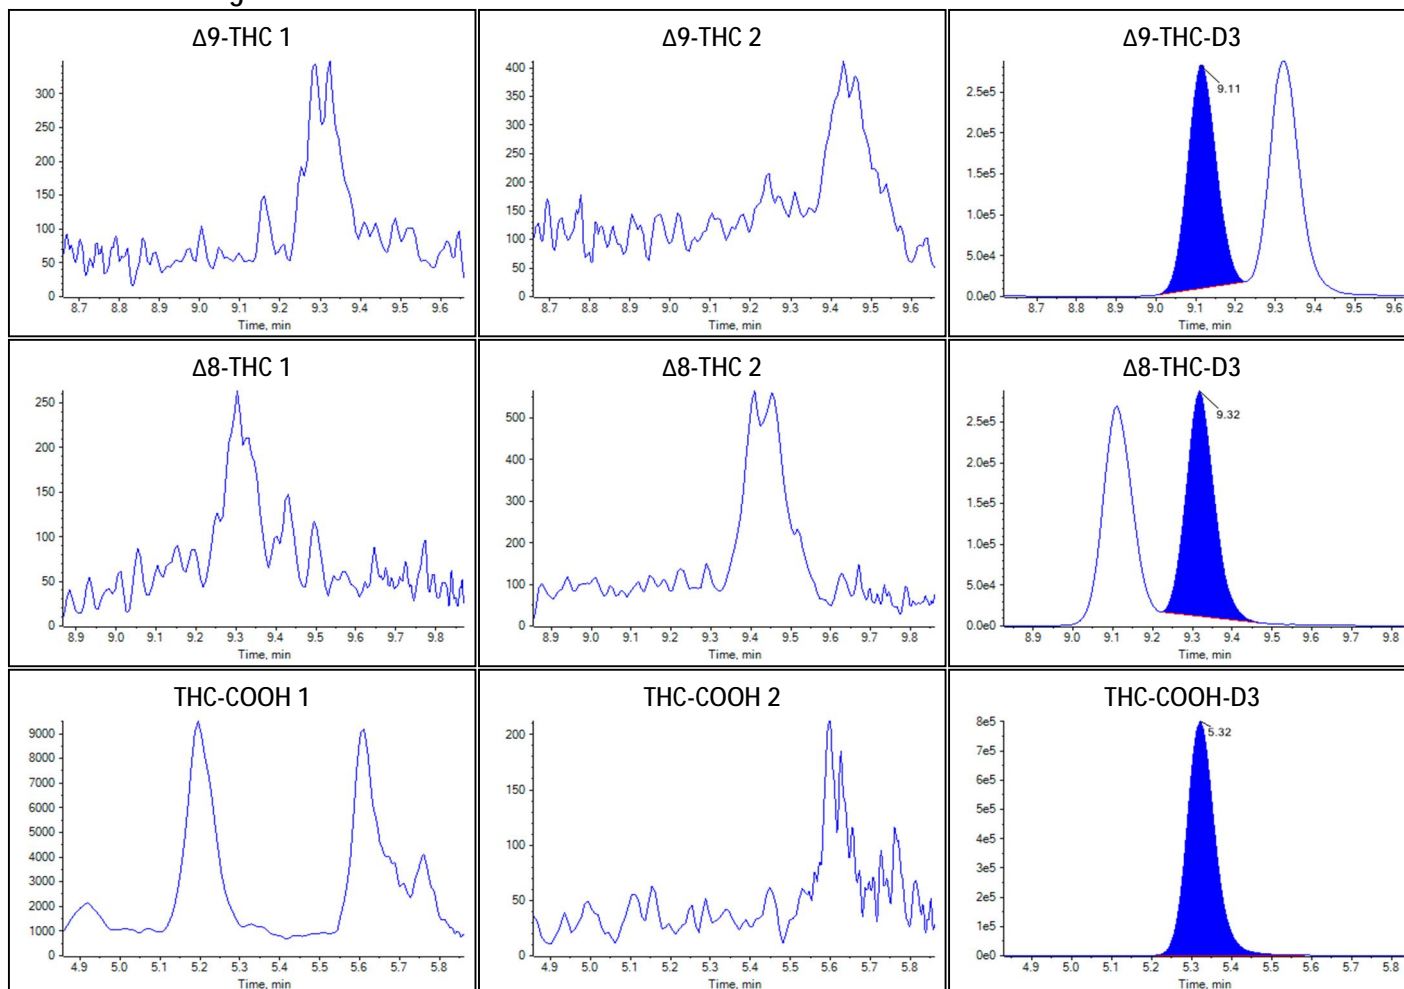 Δ9-THC 1
300
250
200
150
100
50
0
8.7 8.8 8.9 9.0 9.1 9.2 9.3 9.4 9.5 9.6
Time, min
Δ9-THC 2
400
350
300
250
200
150
100
50
0
8.7 8.8 8.9 9.0 9.1 9.2 9.3 9.4 9.5 9.6
Time, min
Δ9-THC-D3
9.11
2.5e5
2.0e5
1.5e5
1.0e5
5.0e4
0.0e0
8.7 8.8 8.9 9.0 9.1 9.2 9.3 9.4 9.5 9.6
Time, min
Δ8-THC 1
250
200
150
100
50
0
8.9 9.0 9.1 9.2 9.3 9.4 9.5 9.6 9.7 9.8
Time, min
Δ8-THC 2
500
400
300
200
100
0
8.9 9.0 9.1 9.2 9.3 9.4 9.5 9.6 9.7 9.8
Time, min
Δ8-THC-D3
9.32
2.5e5
2.0e5
1.5e5
1.0e5
5.0e4
0.0e0
8.9 9.0 9.1 9.2 9.3 9.4 9.5 9.6 9.7 9.8
Time, min
THC-COOH 1
9000
8000
7000
6000
5000
4000
3000
2000
1000
0
4.9 5.0 5.1 5.2 5.3 5.4 5.5 5.6 5.7 5.8
Time, min
THC-COOH 2
200
150
100
50
0
4.9 5.0 5.1 5.2 5.3 5.4 5.5 5.6 5.7 5.8
Time, min
THC-COOH-D3
5.32
8e5
7e5
6e5
5e5
4e5
3e5
2e5
1e5
0e0
4.9 5.0 5.1 5.2 5.3 5.4 5.5 5.6 5.7 5.8
Time, min